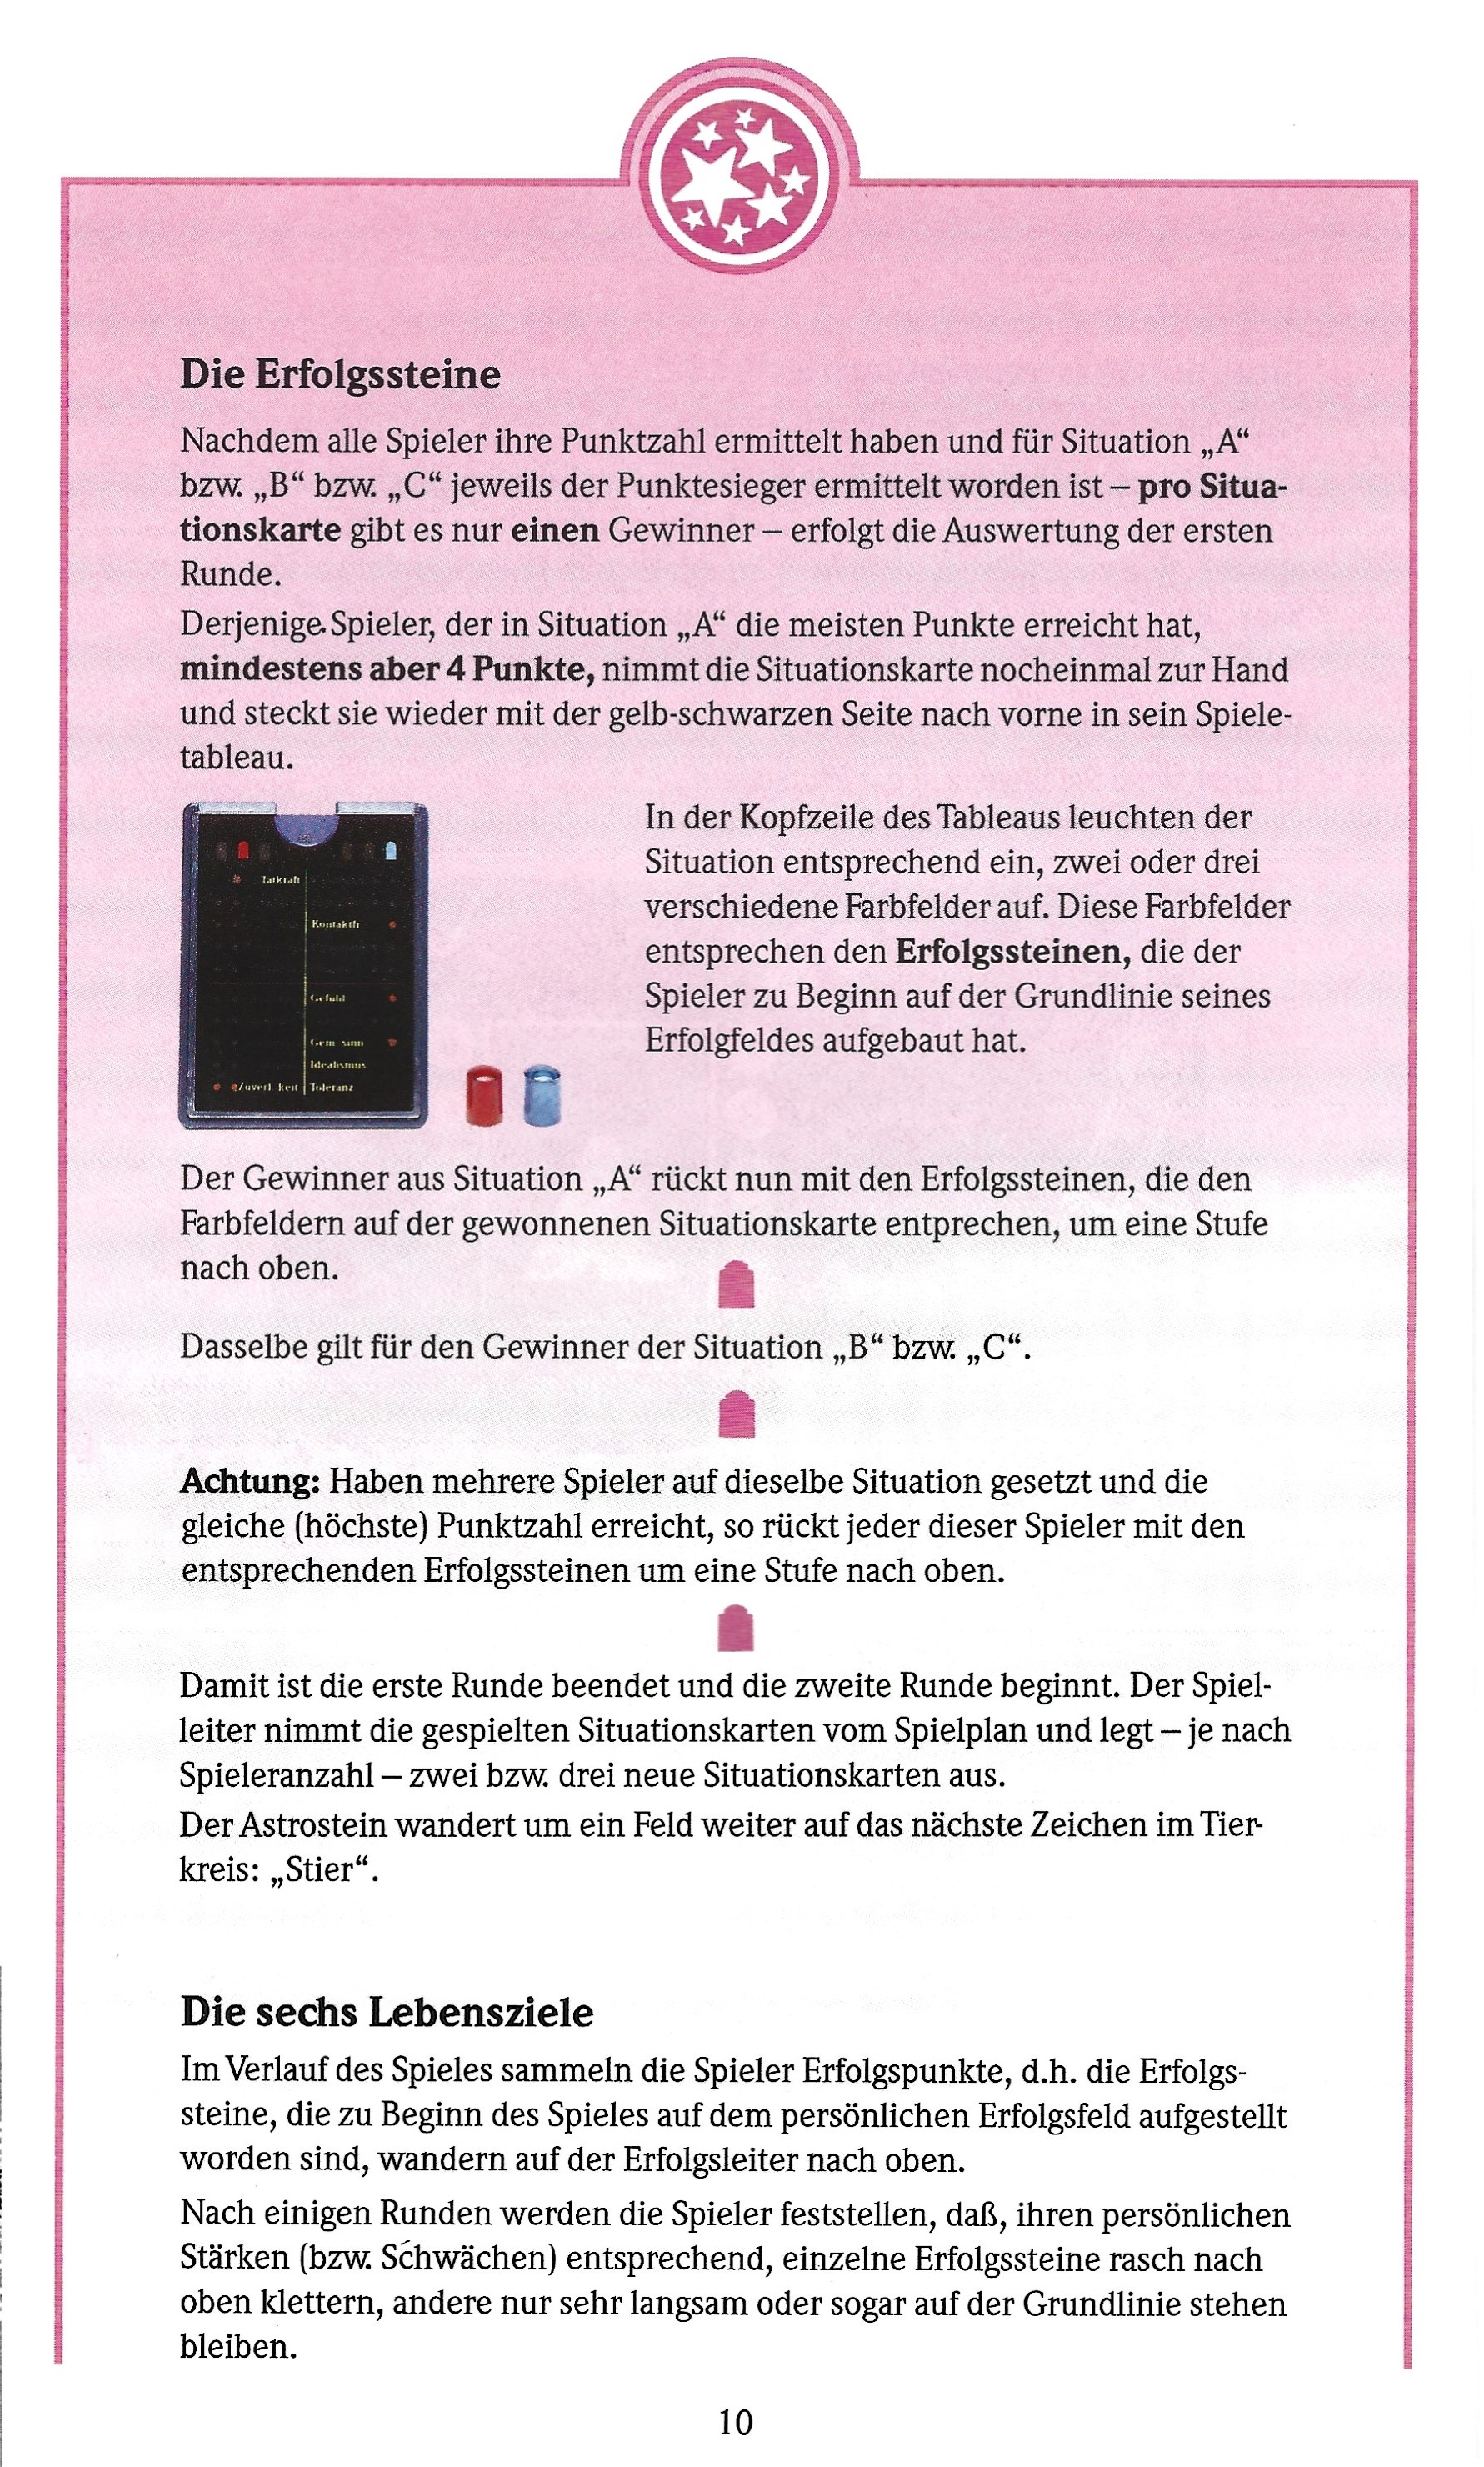 Die Erfolgssteine
Nachdem alle Spieler ihre Punktzahl ermittelt haben und für Situation „A“
bzw. „B“ bzw. „C“ jeweils der Punktesieger ermittelt worden ist – pro Situa-
tionskarte gibt es nur einen Gewinner – erfolgt die Auswertung der ersten
Runde.
Derjenige Spieler, der in Situation „A“ die meisten Punkte erreicht hat,
mindestens aber 4 Punkte, nimmt die Situationskarte nocheinmal zur Hand
und steckt sie wieder mit der gelb-schwarzen Seite nach vorne in sein Spiele-
tableau.
Tatkraft
Kontaktfr
Gefühl
Gem sinn
Idealismus
Zuverl. keit Toleranz
In der Kopfzeile des Tableaus leuchten der
Situation entsprechend ein, zwei oder drei
verschiedene Farbfelder auf. Diese Farbfelder
entsprechen den Erfolgssteinen, die der
Spieler zu Beginn auf der Grundlinie seines
Erfolgfeldes aufgebaut hat.
Der Gewinner aus Situation „A“ rückt nun mit den Erfolgssteinen, die den
Farbfeldern auf der gewonnenen Situationskarte entprechen, um eine Stufe
nach oben.
Dasselbe gilt für den Gewinner der Situation „B“ bzw. „C“.
Achtung: Haben mehrere Spieler auf dieselbe Situation gesetzt und die
gleiche (höchste) Punktzahl erreicht, so rückt jeder dieser Spieler mit den
entsprechenden Erfolgssteinen um eine Stufe nach oben.
Damit ist die erste Runde beendet und die zweite Runde beginnt. Der Spiel-
leiter nimmt die gespielten Situationskarten vom Spielplan und legt – je nach
Spieleranzahl – zwei bzw. drei neue Situationskarten aus.
Der Astrostein wandert um ein Feld weiter auf das nächste Zeichen im Tier-
kreis: „Stier“.
Die sechs Lebensziele
Im Verlauf des Spieles sammeln die Spieler Erfolgspunkte, d.h. die Erfolgs-
steine, die zu Beginn des Spieles auf dem persönlichen Erfolgsfeld aufgestellt
worden sind, wandern auf der Erfolgsleiter nach oben.
Nach einigen Runden werden die Spieler feststellen, daß, ihren persönlichen
Stärken (bzw. Schwächen) entsprechend, einzelne Erfolgssteine rasch nach
oben klettern, andere nur sehr langsam oder sogar auf der Grundlinie stehen
bleiben.
10